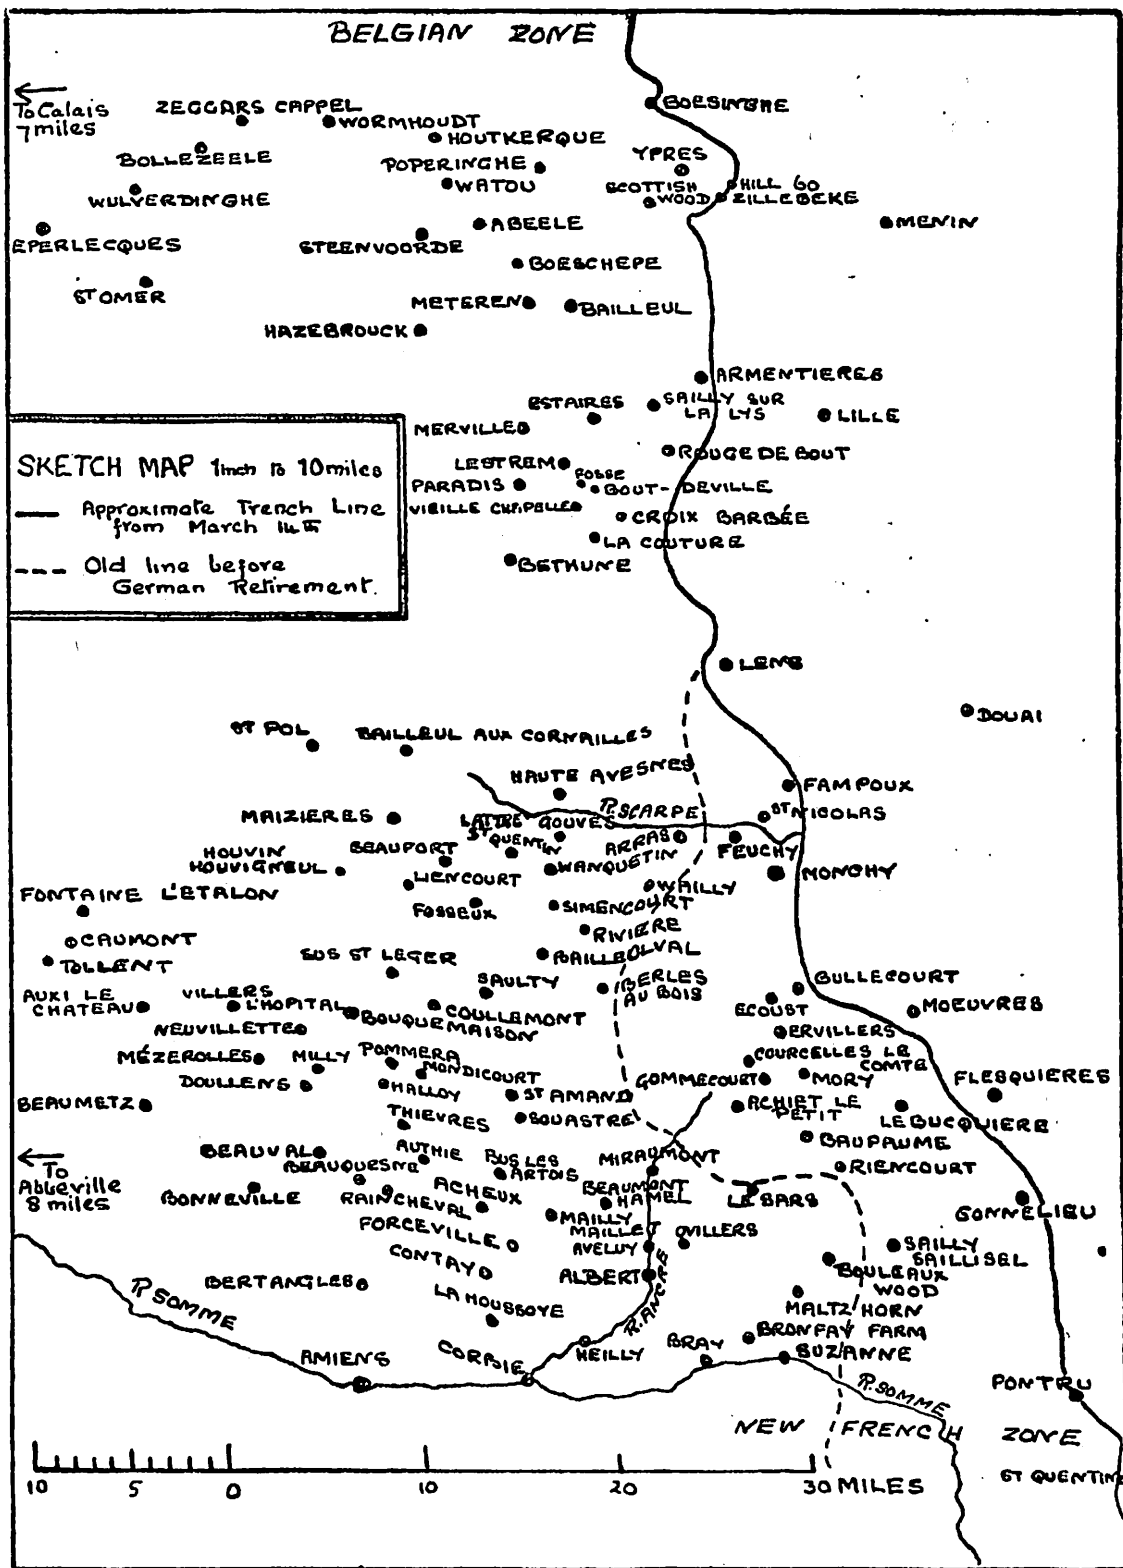 BELGIAN ZONE
To Calais
7 miles
ZEGGARS CAPPEL
WORMHOUDT
BOESINGHE
HOUTKERQUE
BOLLEZEELE
POPERINGHE
YPRES
WATOU
SCOTTISH
WOOD
HILL 60
ZILLEBEKE
WULVERDINGHE
ABEELE
MENIN
EPERLECQUES
STEENVOORDE
BOESCHEPE
ST OMER
METEREN
BAILLEUL
HAZEBROUCK
ARMENTIERES
ESTAIRES
SAILLY SUR
LA LYS
LILLE
MERVILLE
SKETCH MAP 1 inch to 10 miles
Approximate Trench Line
from March 14th
Old line before
German Retirement.
ROUGE DE BOUT
LESTREM
FOSSE
PARADIS
BOUT-DEVILLE
VIEILLE CHAPELLE
CROIX BARBÉE
LA COUTURE
BETHUNE
LENS
DOUAI
ST POL
BAILLEUL AUX CORNAILLES
HAUTE AVESNES
FAMPOUX
R. SCARPE
ST NICOLAS
MAIZIERES
LATTRE
ST QUENTIN
GOUVES
ARRAS
FEUCHY
BEAUFORT
HOUVIN
HOUVIGNEUL
WANQUETIN
MONCHY
LIENCOURT
WAILLY
FONTAINE L'ETALON
FOSSEUX
SIMENCOURT
RIVIERE
CAUMONT
TOLLENT
SUS ST LEGER
BAILLEULVAL
SAULTY
BERLES
AU BOIS
BULLECOURT
ECOUST
MOEUVRES
AUXI LE
CHATEAU
VILLERS
L'HOPITAL
BOUQUEMAISON
COULLEMONT
NEUVILLETTE
ERVILLERS
MÉZEROLLES
MILLY
POMMERA
MONDICOURT
COURCELLES LE
COMTE
DOULLENS
HALLOY
GOMMECOURT
MORY
FLESQUIERES
ST AMAND
BEAUMETZ
THIEVRES
SOUASTRE
ACHIET LE
PETIT
LEBUCQUIERE
BAUPAUME
BEAUVAL
AUTHIE
BUS LES
ARTOIS
MIRAUMONT
RIENCOURT
To
Abbeville
8 miles
BEAUQUESNE
BONNEVILLE
RAINCHEVAL
ACHEUX
BEAUMONT
HAMEL
LE BARS
GONNELIEU
MAILLY
MAILLET
FORCEVILLE
OVILLERS
AVELUY
SAILLY
SAILLISEL
CONTAY
BOULEAUX
WOOD
BERTANGLES
ALBERT
R. SOMME
LA HOUSSOYE
R. ANCRE
MALTZ HORN
BRONFAY FARM
HEILLY
BRAY
BUZIANNE
AMIENS
CORBIE
PONTRU
R. SOMME
NEW FRENCH ZONE
ST QUENTIN
10 5 0 10 20 30 MILES